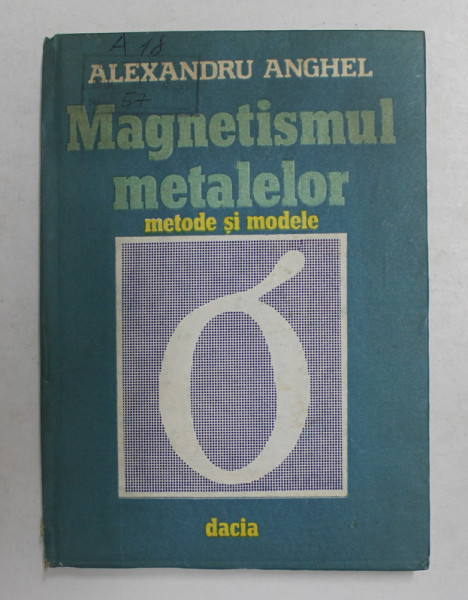 A 18
ALEXANDRU ANGHEL
57
Magnetismul
metalelor
metode și modele
σ
dacia